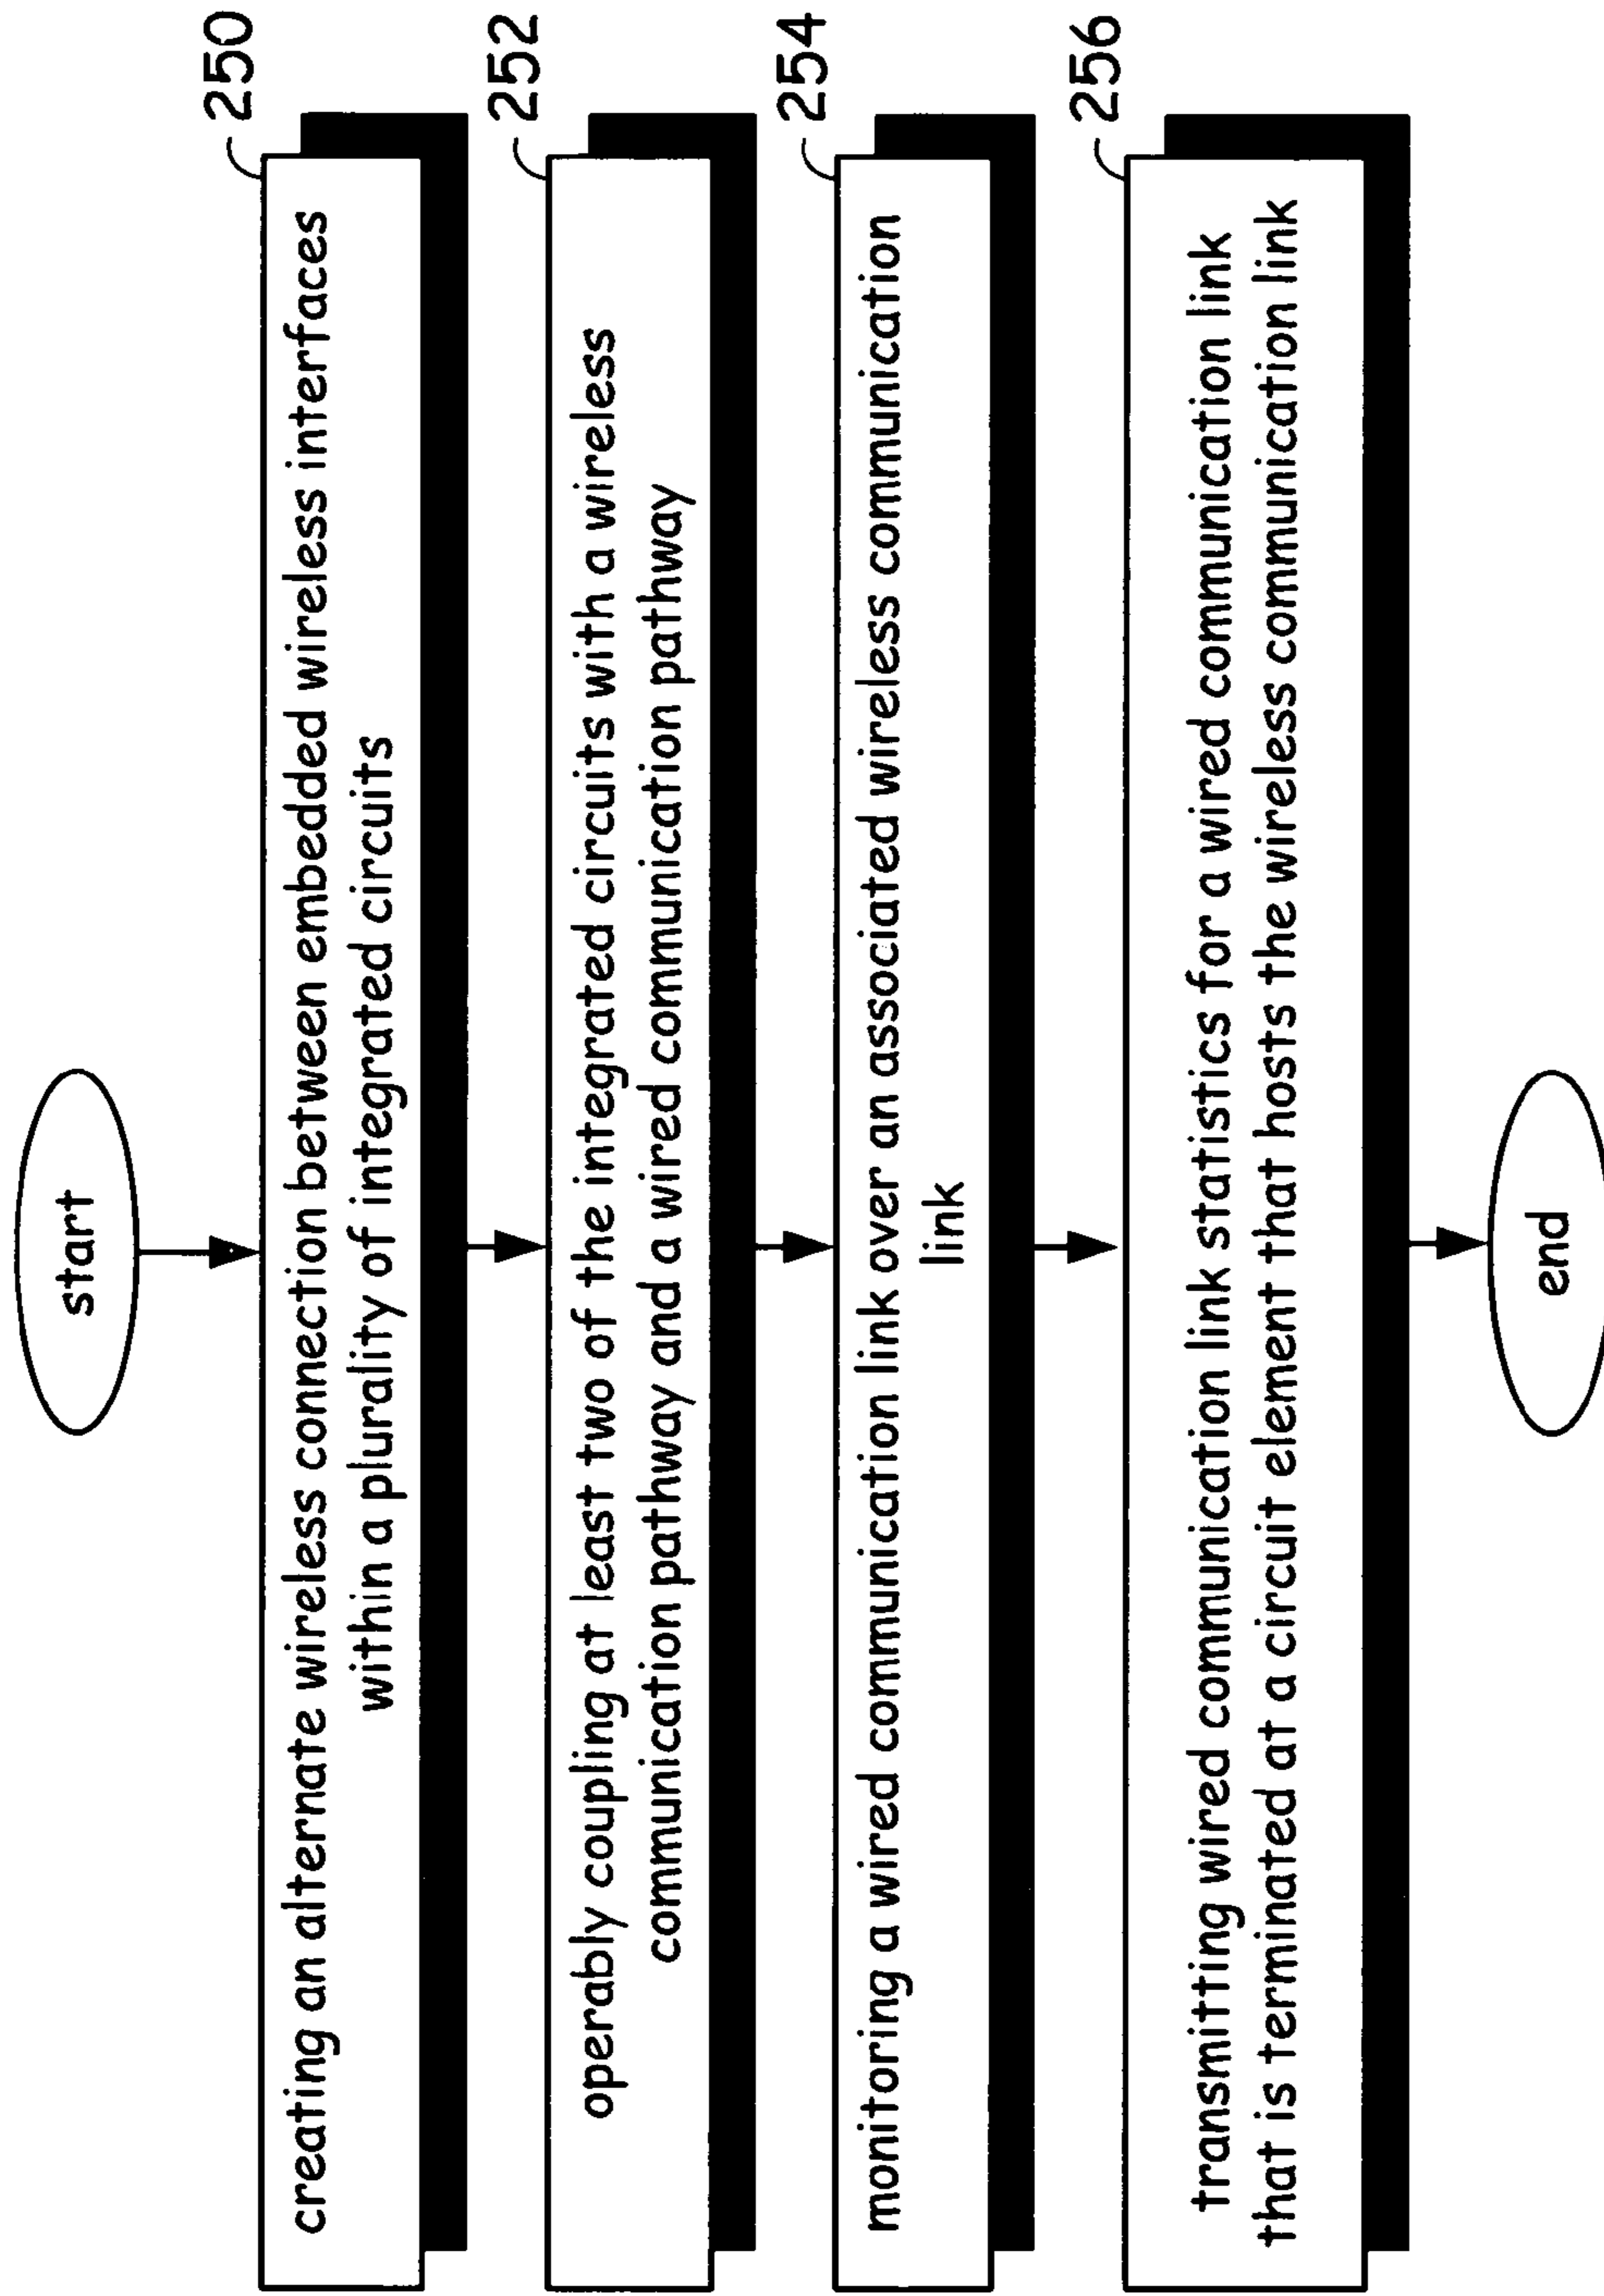 start
250
creating an alternate wireless connection between embedded wireless interfaces
within a plurality of integrated circuits
252
operably coupling at least two of the integrated circuits with a wireless
communication pathway and a wired communication pathway
254
monitoring a wired communication link over an associated wireless communication
link
256
transmitting wired communication link statistics for a wired communication link
that is terminated at a circuit element that hosts the wireless communication link
end